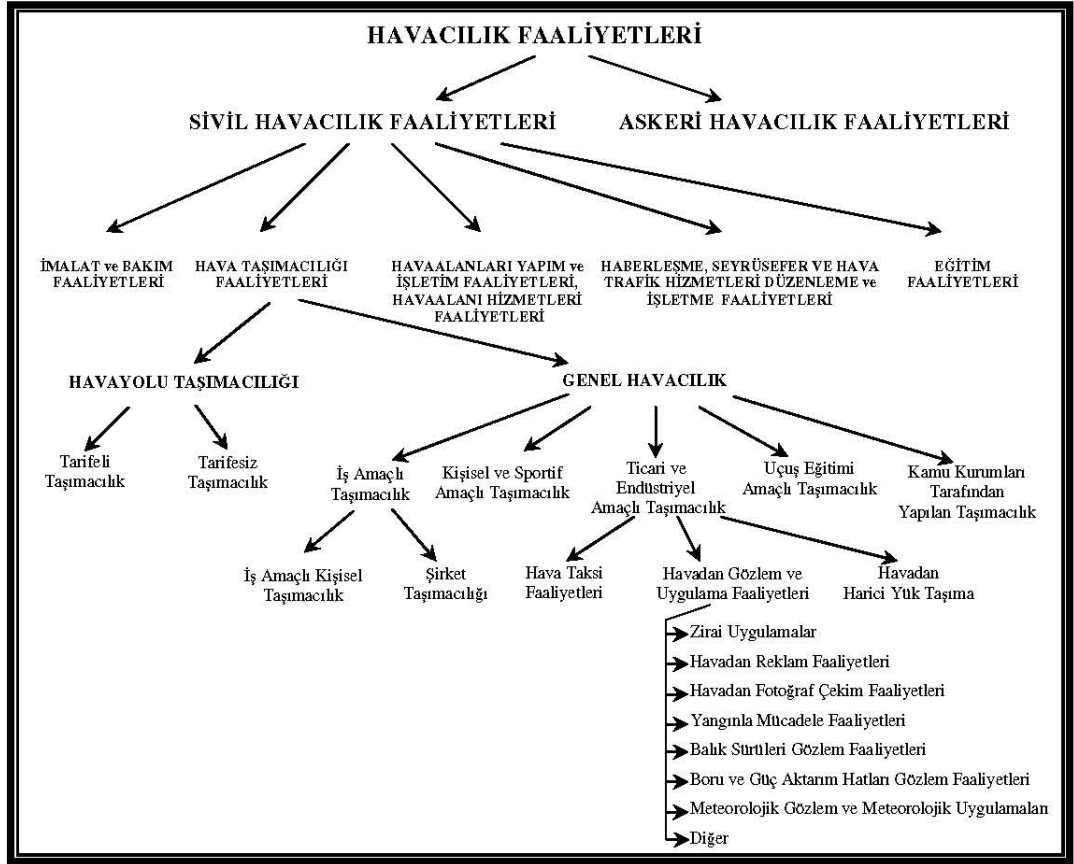 HAVACILIK FAALİYETLERİ
SİVİL HAVACILIK FAALİYETLERİ
ASKERİ HAVACILIK FAALİYETLERİ
İMALAT ve BAKIM
FAALİYETLERİ
HAVA TAŞIMACILIĞI
FAALİYETLERİ
HAVAALANLARI YAPIM ve
İŞLETİM FAALİYETLERİ,
HAVAALANI HİZMETLERİ
FAALİYETLERİ
HABERLEŞME, SEYRÜSEFER VE HAVA
TRAFİK HİZMETLERİ DÜZENLEME ve
İŞLETME FAALİYETLERİ
EĞİTİM
FAALİYETLERİ
HAVAYOLU TAŞIMACILIĞI
GENEL HAVACILIK
Tarifeli
Taşımacılık
Tarifesiz
Taşımacılık
İş Amaçlı
Taşımacılık
Kişisel ve Sportif
Amaçlı Taşımacılık
Ticari ve
Endüstriyel
Amaçlı Taşımacılık
Uçuş Eğitimi
Amaçlı Taşımacılık
Kamu Kurumları
Tarafından
Yapılan Taşımacılık
İş Amaçlı Kişisel
Taşımacılık
Şirket
Taşımacılığı
Hava Taksi
Faaliyetleri
Havadan Gözlem ve
Uygulama Faaliyetleri
Havadan
Harici Yük Taşıma
Zirai Uygulamalar
Havadan Reklam Faaliyetleri
Havadan Fotoğraf Çekim Faaliyetleri
Yangınla Mücadele Faaliyetleri
Balık Sürüleri Gözlem Faaliyetleri
Boru ve Güç Aktarım Hatları Gözlem Faaliyetleri
Meteorolojik Gözlem ve Meteorolojik Uygulamaları
Diğer